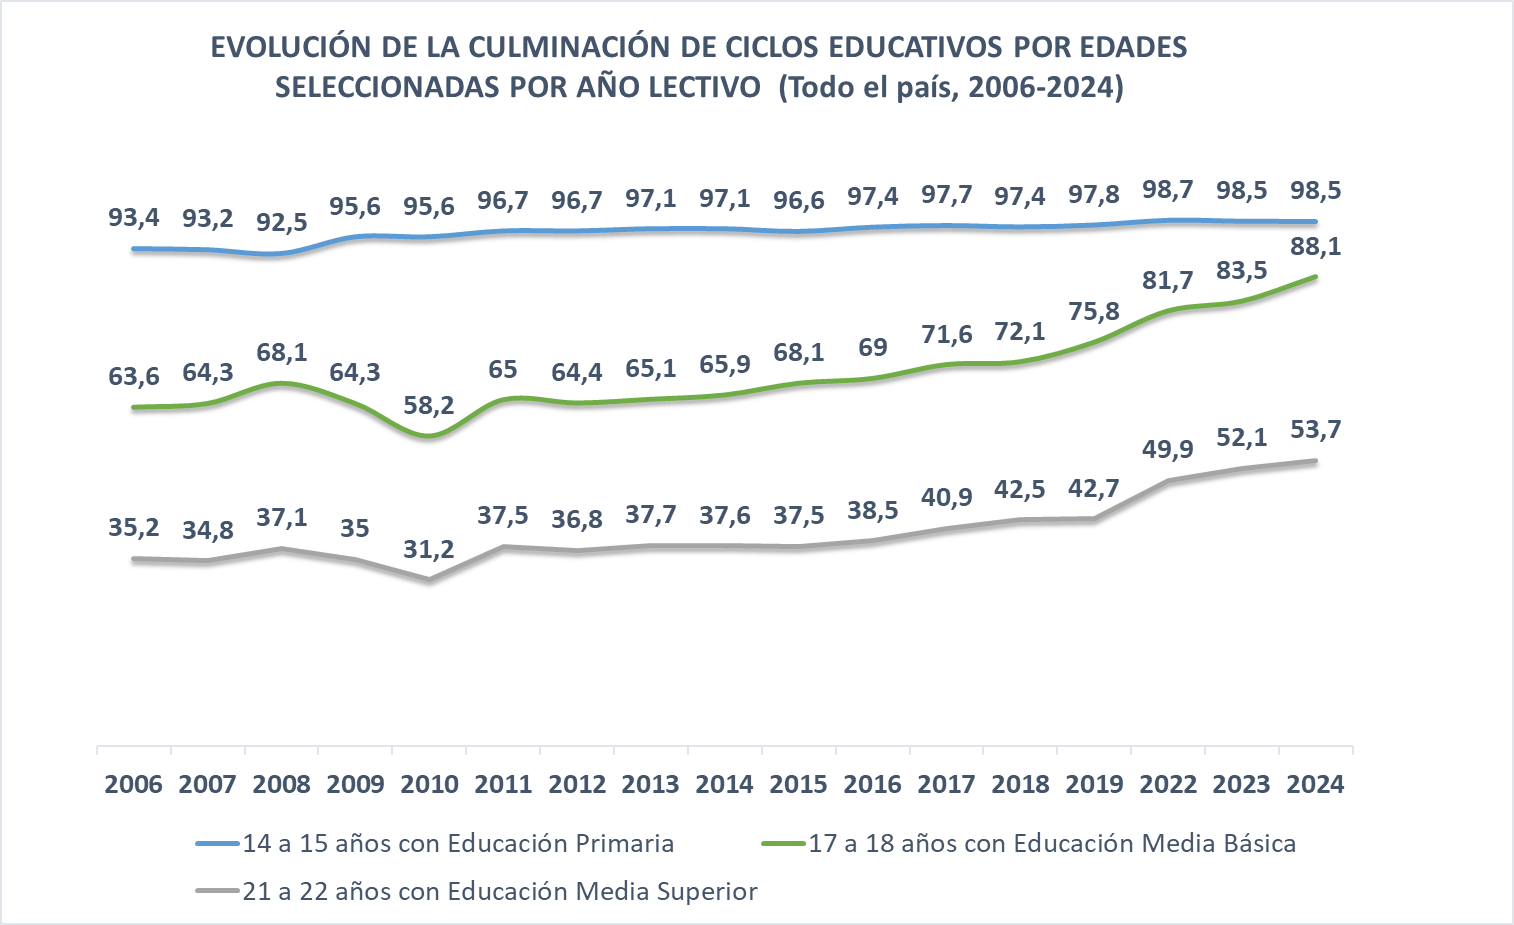 EVOLUCIÓN DE LA CULMINACIÓN DE CICLOS EDUCATIVOS POR EDADES
SELECCIONADAS POR AÑO LECTIVO (Todo el país, 2006-2024)
93,4 93,2 92,5 95,6 95,6 96,7 96,7 97,1 97,1 96,6 97,4 97,7 97,4 97,8 98,7 98,5 98,5
63,6 64,3 68,1 64,3 58,2 65 64,4 65,1 65,9 68,1 69 71,6 72,1 75,8 81,7 83,5 88,1
35,2 34,8 37,1 35 31,2 37,5 36,8 37,7 37,6 37,5 38,5 40,9 42,5 42,7 49,9 52,1 53,7
2006 2007 2008 2009 2010 2011 2012 2013 2014 2015 2016 2017 2018 2019 2022 2023 2024
14 a 15 años con Educación Primaria 17 a 18 años con Educación Media Básica
21 a 22 años con Educación Media Superior